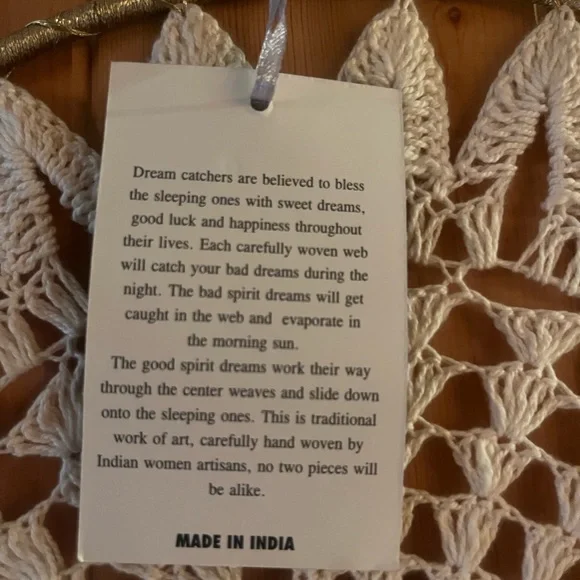 Dream catchers are believed to bless
the sleeping ones with sweet dreams,
good luck and happiness throughout
their lives. Each carefully woven web
will catch your bad dreams during the
night. The bad spirit dreams will get
caught in the web and evaporate in
the morning sun.
The good spirit dreams work their way
through the center weaves and slide down
onto the sleeping ones. This is traditional
work of art, carefully hand woven by
Indian women artisans, no two pieces will
be alike.
MADE IN INDIA